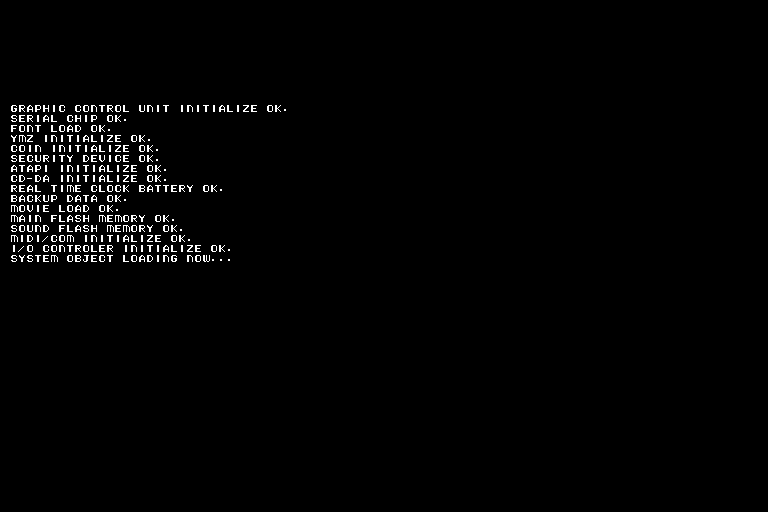 GRAPHIC CONTROL UNIT INITIALIZE OK.
SERIAL CHIP OK.
FONT LOAD OK.
YMZ INITIALIZE OK.
COIN INITIALIZE OK.
SECURITY DEVICE OK.
ATAPI INITIALIZE OK.
CD-DA INITIALIZE OK.
REAL TIME CLOCK BATTERY OK.
BACKUP DATA OK.
MOVIE LOAD OK.
MAIN FLASH MEMORY OK.
SOUND FLASH MEMORY OK.
MIDI/COM INITIALIZE OK.
I/O CONTROLER INITIALIZE OK.
SYSTEM OBJECT LOADING NOW...